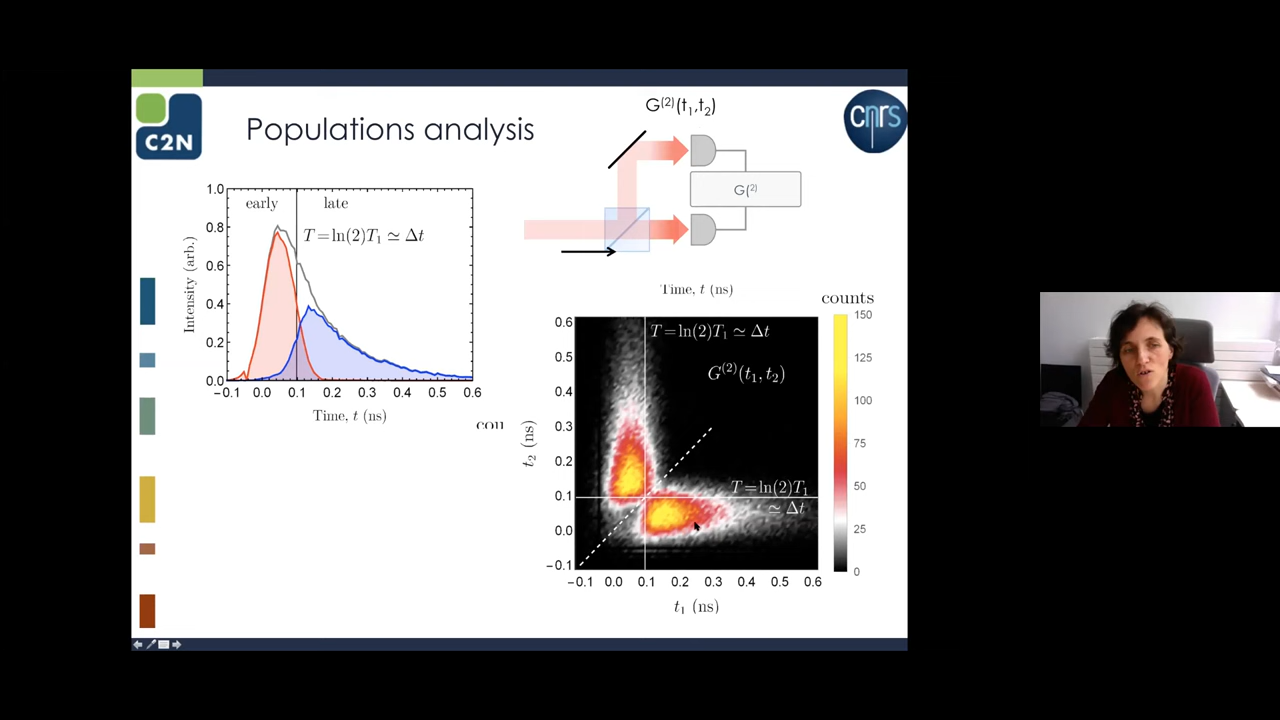 C2N
Populations analysis
G(2)(t1,t2)
cnrs
G(2)
1.0
0.8
0.6
0.4
0.2
0.0
early
late
T = ln(2)T1 ≃ Δt
Intensity (arb.)
−0.1 0.0 0.1 0.2 0.3 0.4 0.5 0.6
Time, t (ns)
cou
Time, t (ns)
counts
0.6
0.5
0.4
0.3
0.2
0.1
0.0
−0.1
t2 (ns)
T = ln(2)T1 ≃ Δt
G(2)(t1, t2)
T = ln(2)T1
≃ Δt
−0.1 0.0 0.1 0.2 0.3 0.4 0.5 0.6
t1 (ns)
150
125
100
75
50
25
0